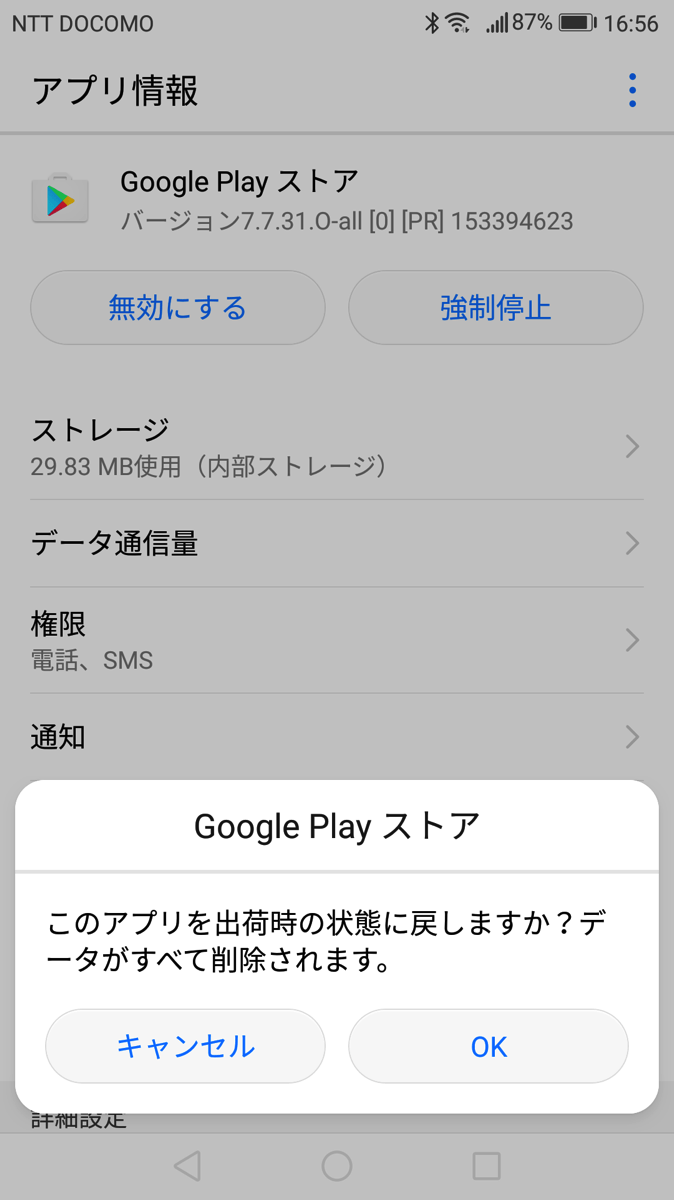 NTT DOCOMO 87% 16:56
アプリ情報
Google Play ストア
バージョン7.7.31.O-all [0] [PR] 153394623
無効にする 強制停止
ストレージ
29.83 MB使用（内部ストレージ）
データ通信量
権限
電話、SMS
通知
Google Play ストア
このアプリを出荷時の状態に戻しますか？デ
ータがすべて削除されます。
キャンセル OK
詳細設定